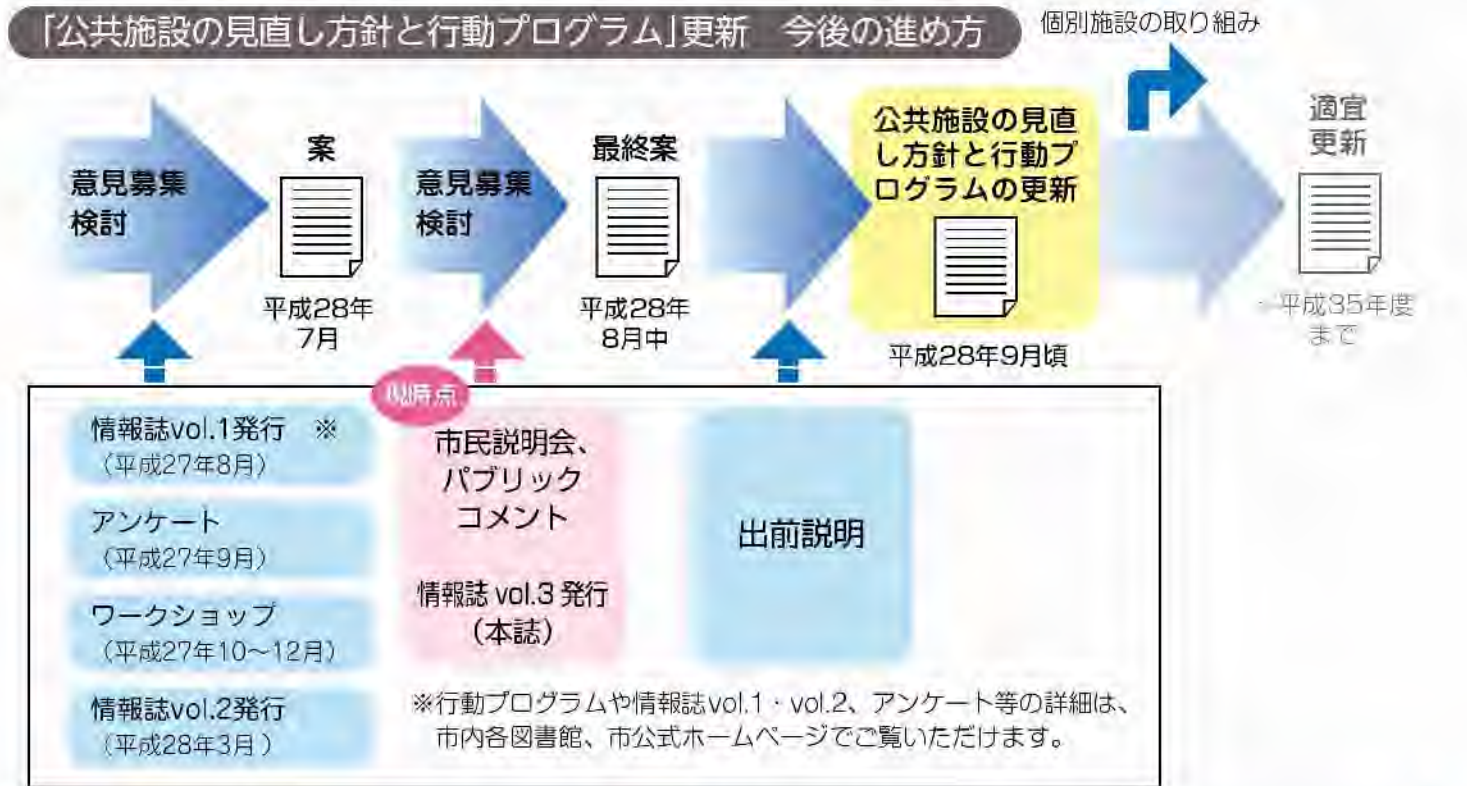 「公共施設の見直し方針と行動プログラム」更新　今後の進め方
個別施設の取り組み
意見募集
検討
案
平成28年
7月
意見募集
検討
最終案
平成28年
8月中
公共施設の見直
し方針と行動プ
ログラムの更新
平成28年9月頃
適宜
更新
平成35年度
まで
現時点
情報誌vol.1発行　※
（平成27年8月）
アンケート
（平成27年9月）
ワークショップ
（平成27年10～12月）
情報誌vol.2発行
（平成28年3月）
市民説明会、
パブリック
コメント
情報誌 vol.3 発行
（本誌）
出前説明
※行動プログラムや情報誌vol.1・vol.2、アンケート等の詳細は、
市内各図書館、市公式ホームページでご覧いただけます。